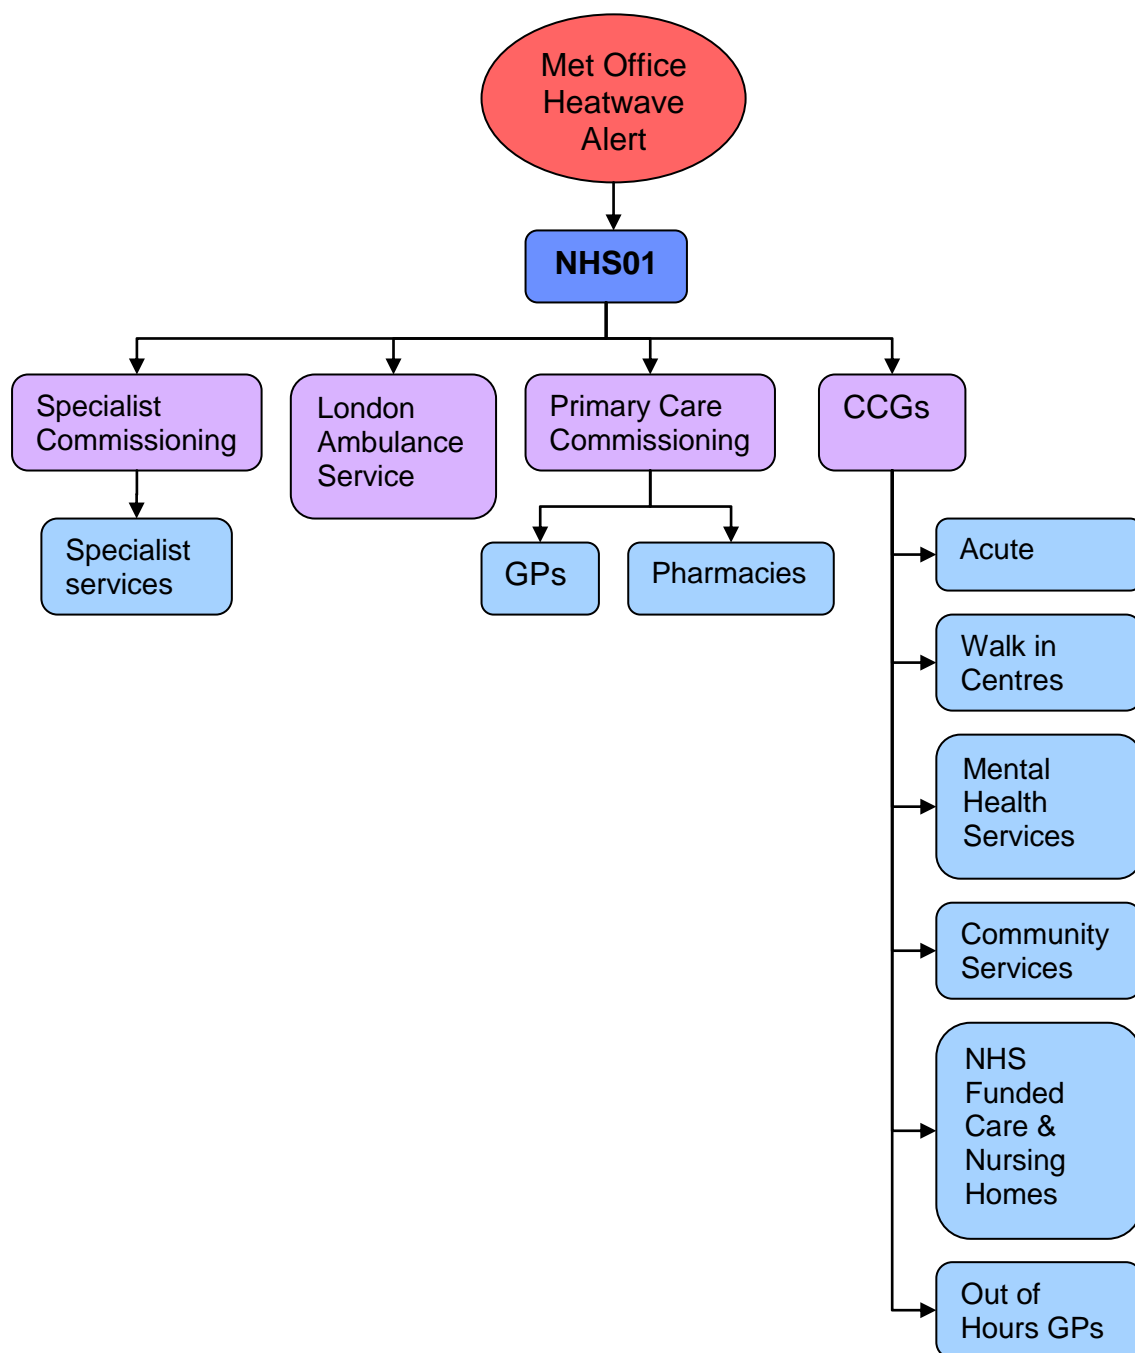 Met Office
Heatwave
Alert
NHS01
Specialist
Commissioning
London
Ambulance
Service
Primary Care
Commissioning
CCGs
Specialist
services
GPs
Pharmacies
Acute
Walk in
Centres
Mental
Health
Services
Community
Services
NHS
Funded
Care &
Nursing
Homes
Out of
Hours GPs